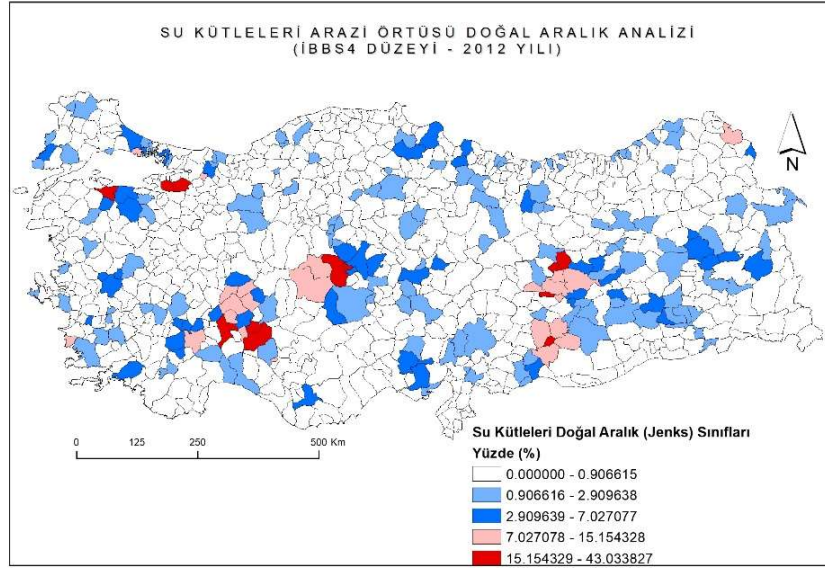 SU KÜTLELERİ ARAZİ ÖRTÜSÜ DOĞAL ARALIK ANALİZİ
(İBBS4 DÜZEYİ - 2012 YILI)
N
0 125 250 500 Km
Su Kütleleri Doğal Aralık (Jenks) Sınıfları
Yüzde (%)
0.000000 - 0.906615
0.906616 - 2.909638
2.909639 - 7.027077
7.027078 - 15.154328
15.154329 - 43.033827